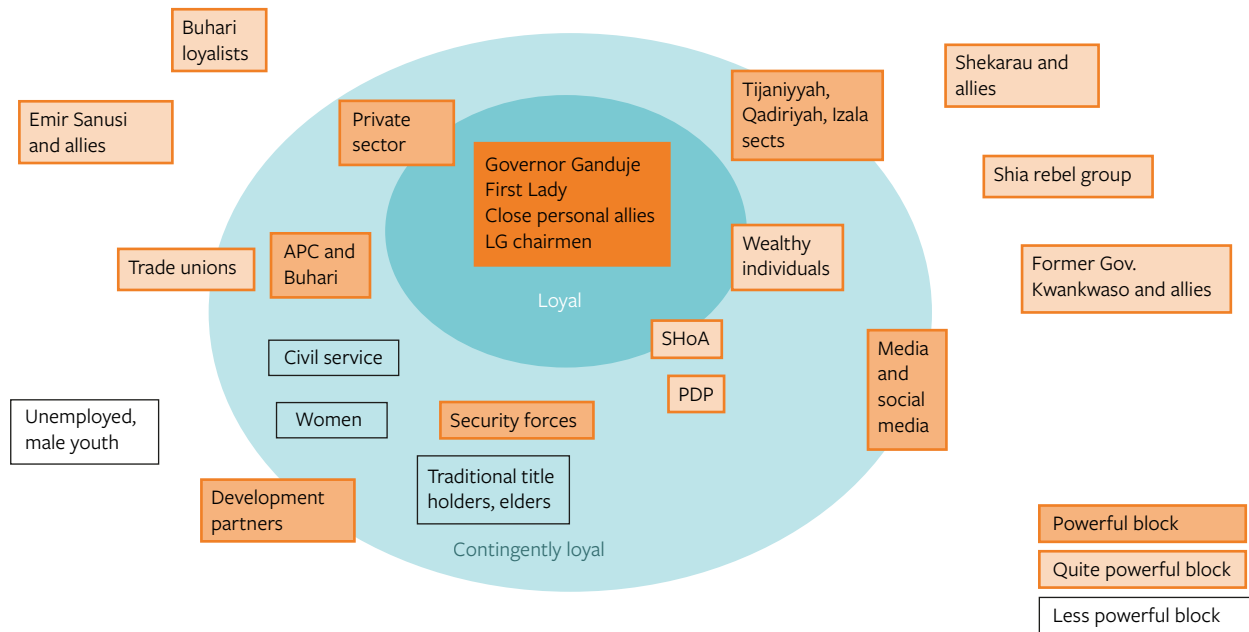 Buhari
loyalists
Shekarau and
allies
Emir Sanusi
and allies
Private
sector
Tijaniyyah,
Qadiriyah, Izala
sects
Governor Ganduje
First Lady
Close personal allies
LG chairmen
Shia rebel group
Trade unions
APC and
Buhari
Wealthy
individuals
Former Gov.
Kwankwaso and allies
Loyal
SHoA
Civil service
Media
and
social
media
PDP
Unemployed,
male youth
Women
Security forces
Traditional title
holders, elders
Development
partners
Contingently loyal
Powerful block
Quite powerful block
Less powerful block